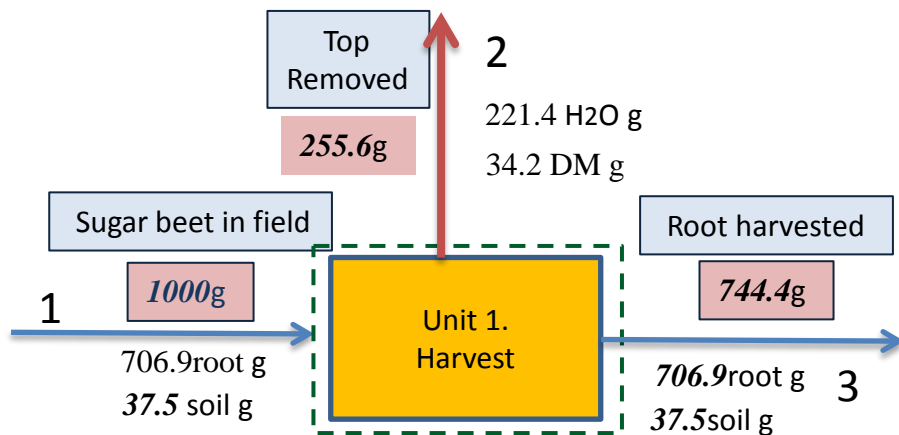 Top
Removed
2
255.6g
221.4 H2O g
34.2 DM g
Sugar beet in field
1000g
1
706.9root g
37.5 soil g
Unit 1.
Harvest
Root harvested
744.4g
706.9root g
37.5soil g
3